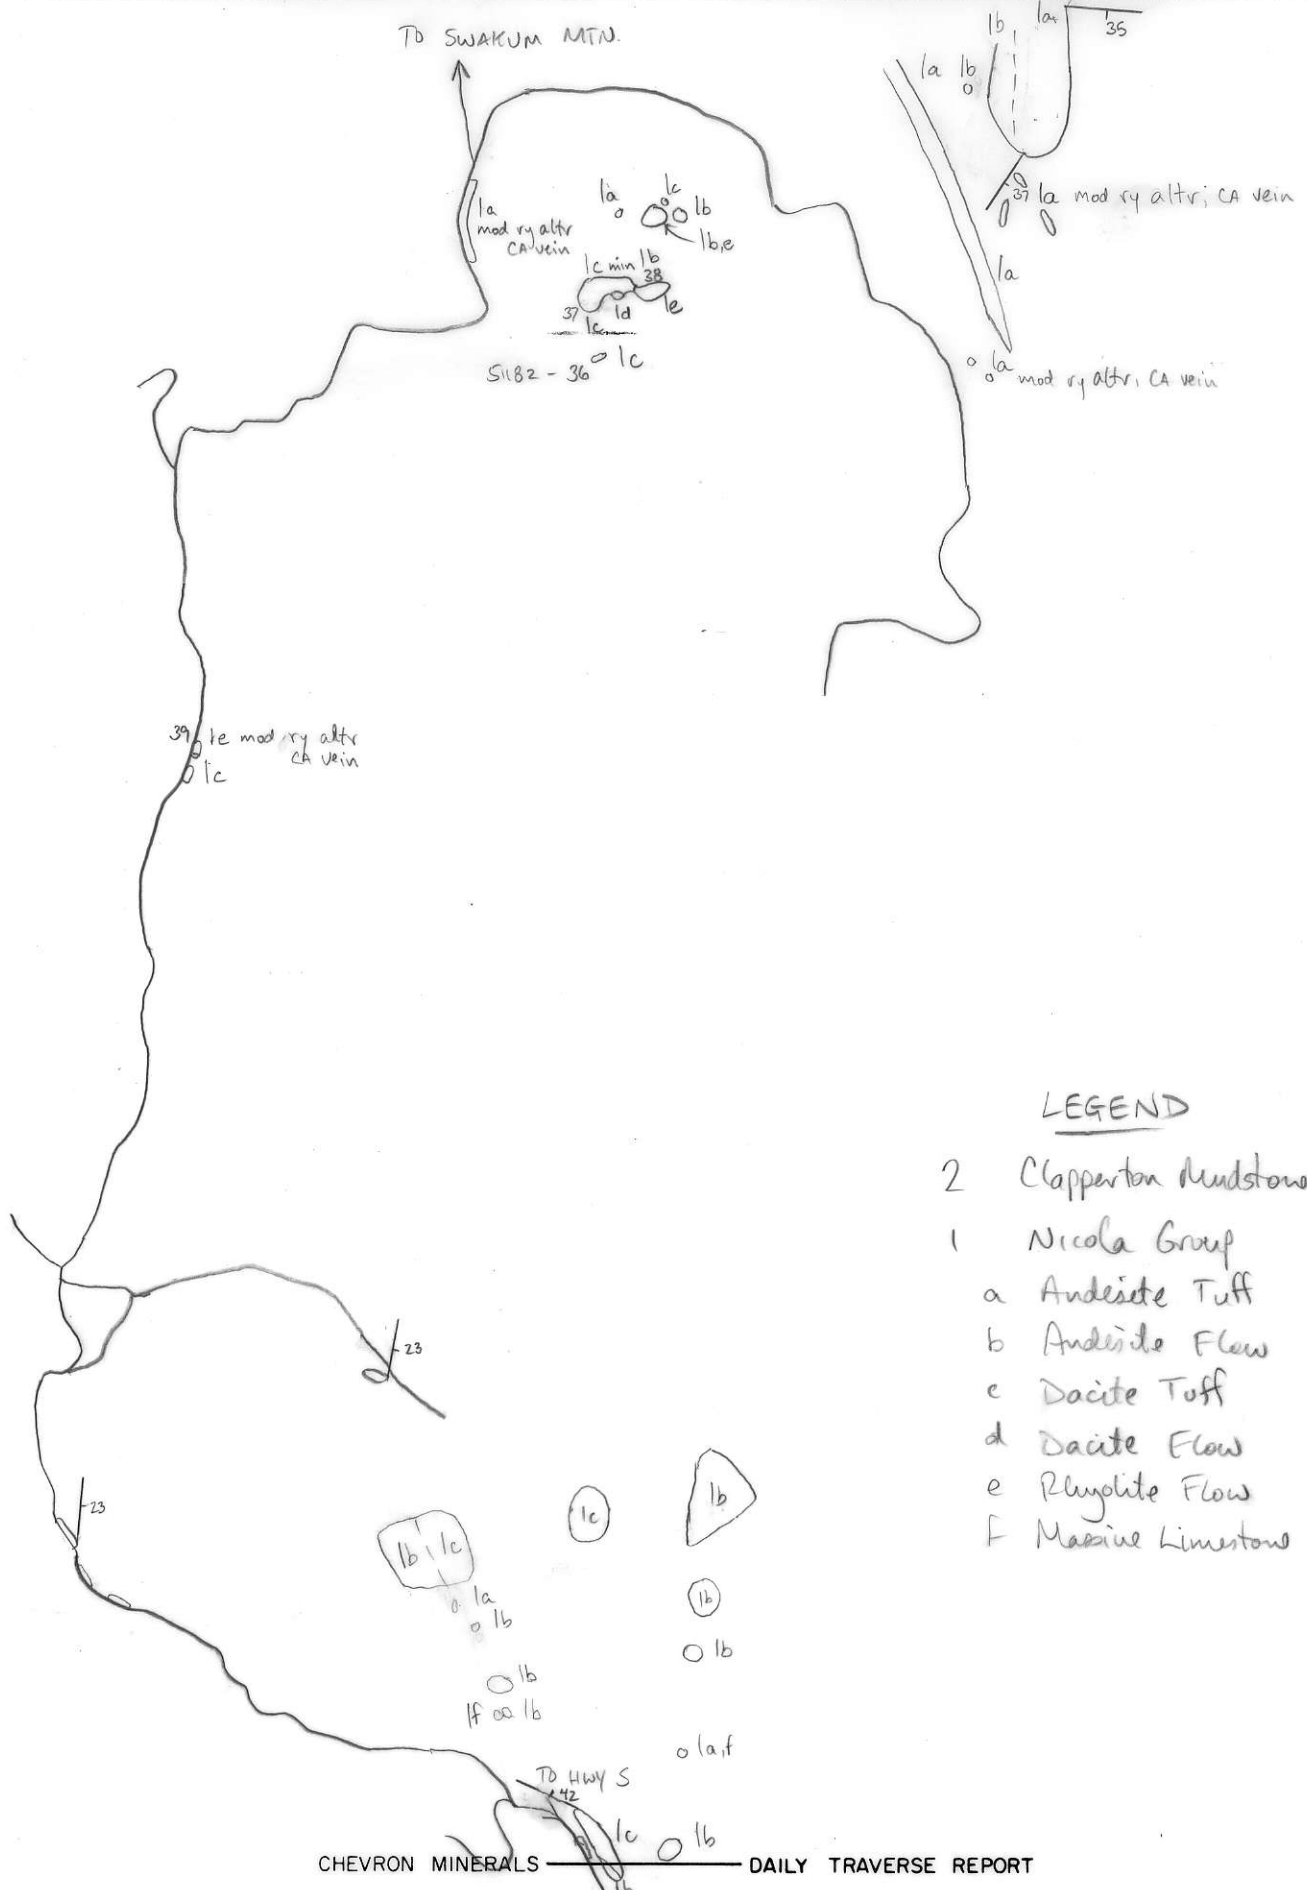 TO SWAKUM MTN.
1b
1a
35
1a 1b
37 1a mod ry altr; CA vein
1a
1a
mod ry altr, CA vein
1a
mod ry altr
CA vein
1a
1c
1b
1b,e
1c min 1b
38
37
1d
1e
1c
S1182 - 36
1c
39 1e mod ry altr
CA vein
1c
LEGEND
2 Clapperton Mudstone
1 Nicola Group
a Andesite Tuff
b Andesite Flow
c Dacite Tuff
d Dacite Flow
e Rhyolite Flow
f Massive Limestone
23
23
1b 1c
1c
1b
1a
1b
1b
1b
1b
1f 1b
1a,f
TO HWY 5
42
1c
1b
1b
CHEVRON MINERALS DAILY TRAVERSE REPORT